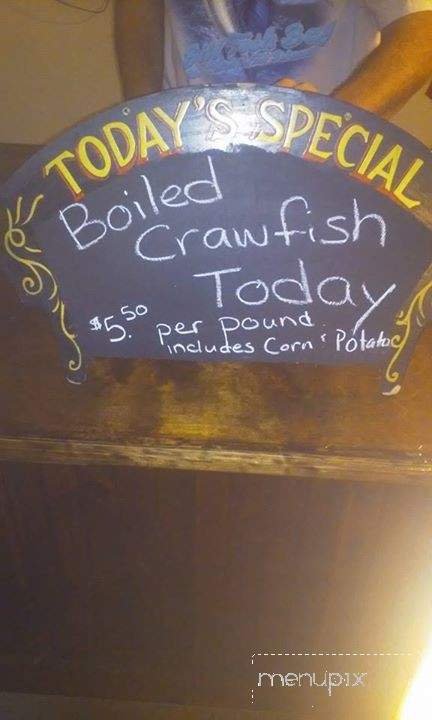 TODAY'S SPECIAL
Boiled
Crawfish
Today
$5.50 per pound.
includes Corn & Potato
menupix